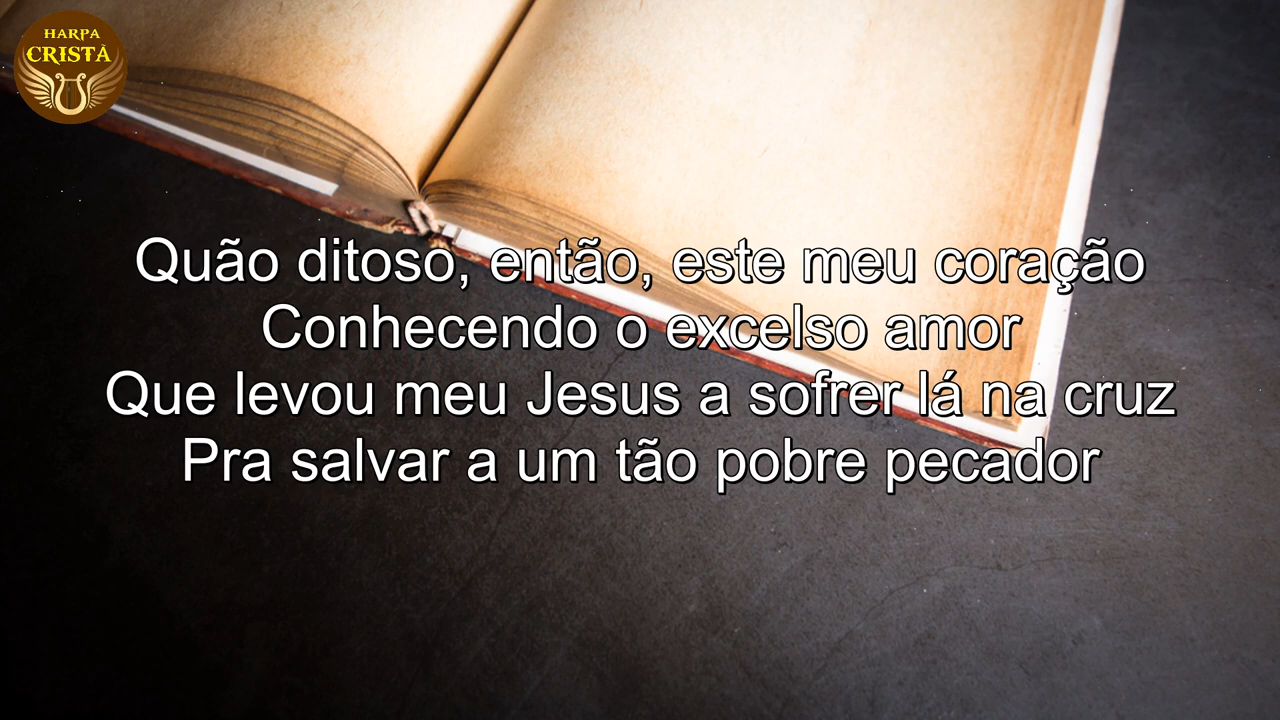 HARPA
CRISTÃ
Quão ditoso, então, este meu coração
Conhecendo o excelso amor
Que levou meu Jesus a sofrer lá na cruz
Pra salvar a um tão pobre pecador